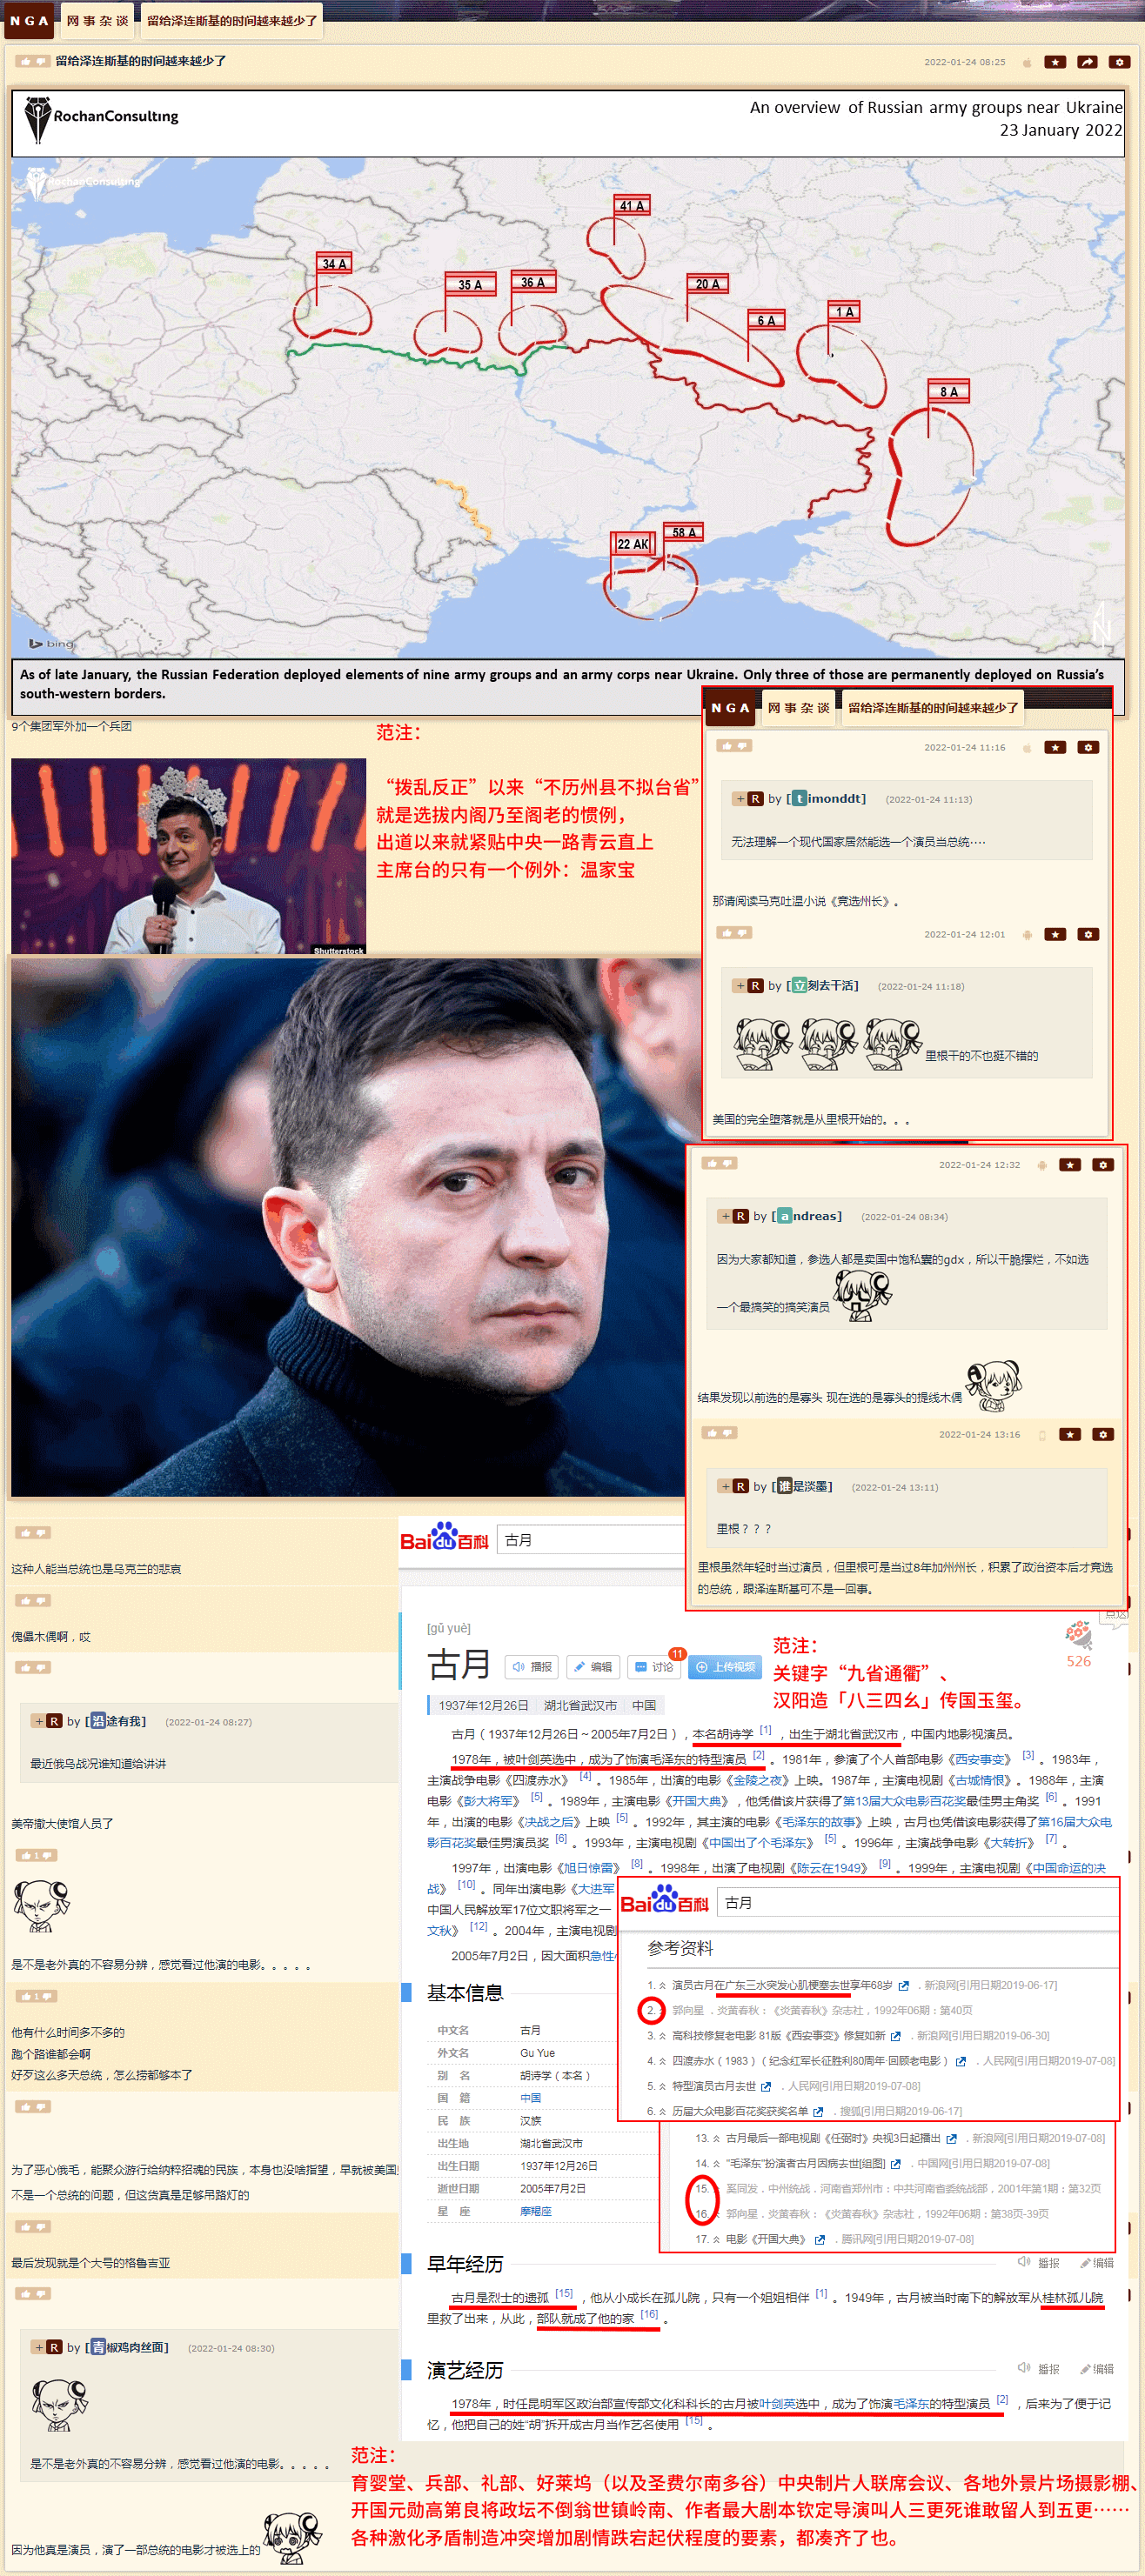 NGA
网事杂谈
留给泽连斯基的时间越来越少了
留给泽连斯基的时间越来越少了
2022-01-24 08:25
RochanConsulting
An overview of Russian army groups near Ukraine
23 January 2022
RochanConsulting
41 A
34 A
35 A
36 A
20 A
6 A
1 A
8 A
22 AK
58 A
N
bing
As of late January, the Russian Federation deployed elements of nine army groups and an army corps near Ukraine. Only three of those are permanently deployed on Russia's
south-western borders.
9个集团军外加一个兵团
范注：
“拨乱反正”以来“不历州县不拟台省”
就是选拔内阁乃至阁老的惯例，
出道以来就紧贴中央一路青云直上
主席台的只有一个例外：温家宝
Shutterstock
NGA
网事杂谈
留给泽连斯基的时间越来越少了
2022-01-24 11:16
+ R by [timonddt] (2022-01-24 11:13)
无法理解一个现代国家居然能选一个演员当总统····
那请阅读马克吐温小说《竞选州长》。
2022-01-24 12:01
+ R by [立刻去干活] (2022-01-24 11:18)
里根干的不也挺不错的
美国的完全堕落就是从里根开始的。。。
2022-01-24 12:32
+ R by [andreas] (2022-01-24 08:34)
因为大家都知道，参选人都是卖国中饱私囊的gdx，所以干脆摆烂，不如选
一个最搞笑的搞笑演员
结果发现以前选的是寡头 现在选的是寡头的提线木偶
2022-01-24 13:16
+ R by [谁是淡墨] (2022-01-24 13:11)
里根？？？
里根虽然年轻时当过演员，但里根可是当过8年加州州长，积累了政治资本后才竞选
的总统，跟泽连斯基可不是一回事。
这种人能当总统也是乌克兰的悲哀
傀儡木偶啊，哎
+ R by [沿途有我] (2022-01-24 08:27)
最近俄乌战况谁知道给讲讲
美帝撤大使馆人员了
1
是不是老外真的不容易分辨，感觉看过他演的电影。。。。。
1
他有什么时间多不多的
跑个路谁都会啊
好歹这么多天总统，怎么捞都够本了
为了恶心俄毛，能聚众游行给纳粹招魂的民族，本身也没啥指望，早就被美国
不是一个总统的问题，但这货真是足够吊路灯的
最后发现就是个大号的格鲁吉亚
+ R by [青椒鸡肉丝面] (2022-01-24 08:30)
是不是老外真的不容易分辨，感觉看过他演的电影。。。。。
因为他真是演员，演了一部总统的电影才被选上的
Baidu百科
古月
[gǔ yuè]
古月
播报
编辑
讨论
11
上传视频
526
范注：
关键字“九省通衢”、
汉阳造「八三四幺」传国玉玺。
1937年12月26日
湖北省武汉市
中国
古月（1937年12月26日～2005年7月2日），本名胡诗学 [1] ，出生于湖北省武汉市，中国内地影视演员。
1978年，被叶剑英选中，成为了饰演毛泽东的特型演员 [2] 。1981年，参演了个人首部电影《西安事变》 [3] 。1983年，
主演战争电影《四渡赤水》 [4] 。1985年，出演的电影《金陵之夜》上映。1987年，主演电视剧《古城情恨》。1988年，主演
电影《彭大将军》 [5] 。1989年，主演电影《开国大典》，他凭借该片获得了第13届大众电影百花奖最佳男主角奖 [6] 。1991
年，出演的电影《决战之后》上映 [5] 。1992年，其主演的电影《毛泽东的故事》上映，古月也凭借该电影获得了第16届大众电
影百花奖最佳男演员奖 [6] 。1993年，主演电视剧《中国出了个毛泽东》 [5] 。1996年，主演战争电影《大转折》 [7] 。
1997年，出演电影《旭日惊雷》 [8] 。1998年，出演了电视剧《陈云在1949》 [9] 。1999年，主演电视剧《中国命运的决
战》 [10] 。同年出演电影《大进军
中国人民解放军17位文职将军之一
文秋》 [12] 。2004年，主演电视剧
2005年7月2日，因大面积急性
基本信息
中文名 古月
外文名 Gu Yue
别 名 胡诗学（本名）
国 籍 中国
民 族 汉族
出生地 湖北省武汉市
出生日期 1937年12月26日
逝世日期 2005年7月2日
星 座 摩羯座
Baidu百科
古月
参考资料
1. 演员古月在广东三水突发心肌梗塞去世享年68岁 ．新浪网[引用日期2019-06-17]
2. 郭向星．炎黄春秋：《炎黄春秋》杂志社，1992年06期：第40页
3. 高科技修复老电影 81版《西安事变》修复如新 ．新浪网[引用日期2019-06-30]
4. 四渡赤水（1983）（纪念红军长征胜利80周年·回顾老电影） ．人民网[引用日期2019-07-08]
5. 特型演员古月去世 ．人民网[引用日期2019-07-08]
6. 历届大众电影百花奖获奖名单 ．搜狐[引用日期2019-06-17]
13. 古月最后一部电视剧《任弼时》央视3日起播出 ．新浪网[引用日期2019-07-08]
14. “毛泽东”扮演者古月因病去世[组图] ．中国网[引用日期2019-07-08]
15. 奚同发．中州统战．河南省郑州市：中共河南省委统战部，2001年第1期：第32页
16. 郭向星．炎黄春秋：《炎黄春秋》杂志社，1992年06期：第38页-39页
17. 电影《开国大典》 ．腾讯网[引用日期2019-07-08]
早年经历
播报
编辑
古月是烈士的遗孤 [15] ，他从小成长在孤儿院，只有一个姐姐相伴 [1] 。1949年，古月被当时南下的解放军从桂林孤儿院
里救了出来，从此，部队就成了他的家 [16] 。
演艺经历
播报
编辑
1978年，时任昆明军区政治部宣传部文化科科长的古月被叶剑英选中，成为了饰演毛泽东的特型演员 [2] ，后来为了便于记
忆，他把自己的姓“胡”拆开成古月当作艺名使用 [15] 。
范注：
育婴堂、兵部、礼部、好莱坞（以及圣费尔南多谷）中央制片人联席会议、各地外景片场摄影棚、
开国元勋高第良将政坛不倒翁世镇岭南、作者最大剧本钦定导演叫人三更死谁敢留人到五更……
各种激化矛盾制造冲突增加剧情跌宕起伏程度的要素，都凑齐了也。